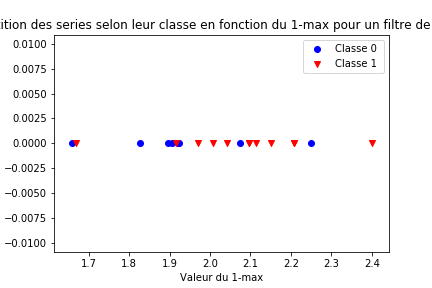 ition des series selon leur classe en fonction du 1-max pour un filtre de
Classe 0
Classe 1
0.0100
0.0075
0.0050
0.0025
0.0000
−0.0025
−0.0050
−0.0075
−0.0100
1.7 1.8 1.9 2.0 2.1 2.2 2.3 2.4
Valeur du 1-max